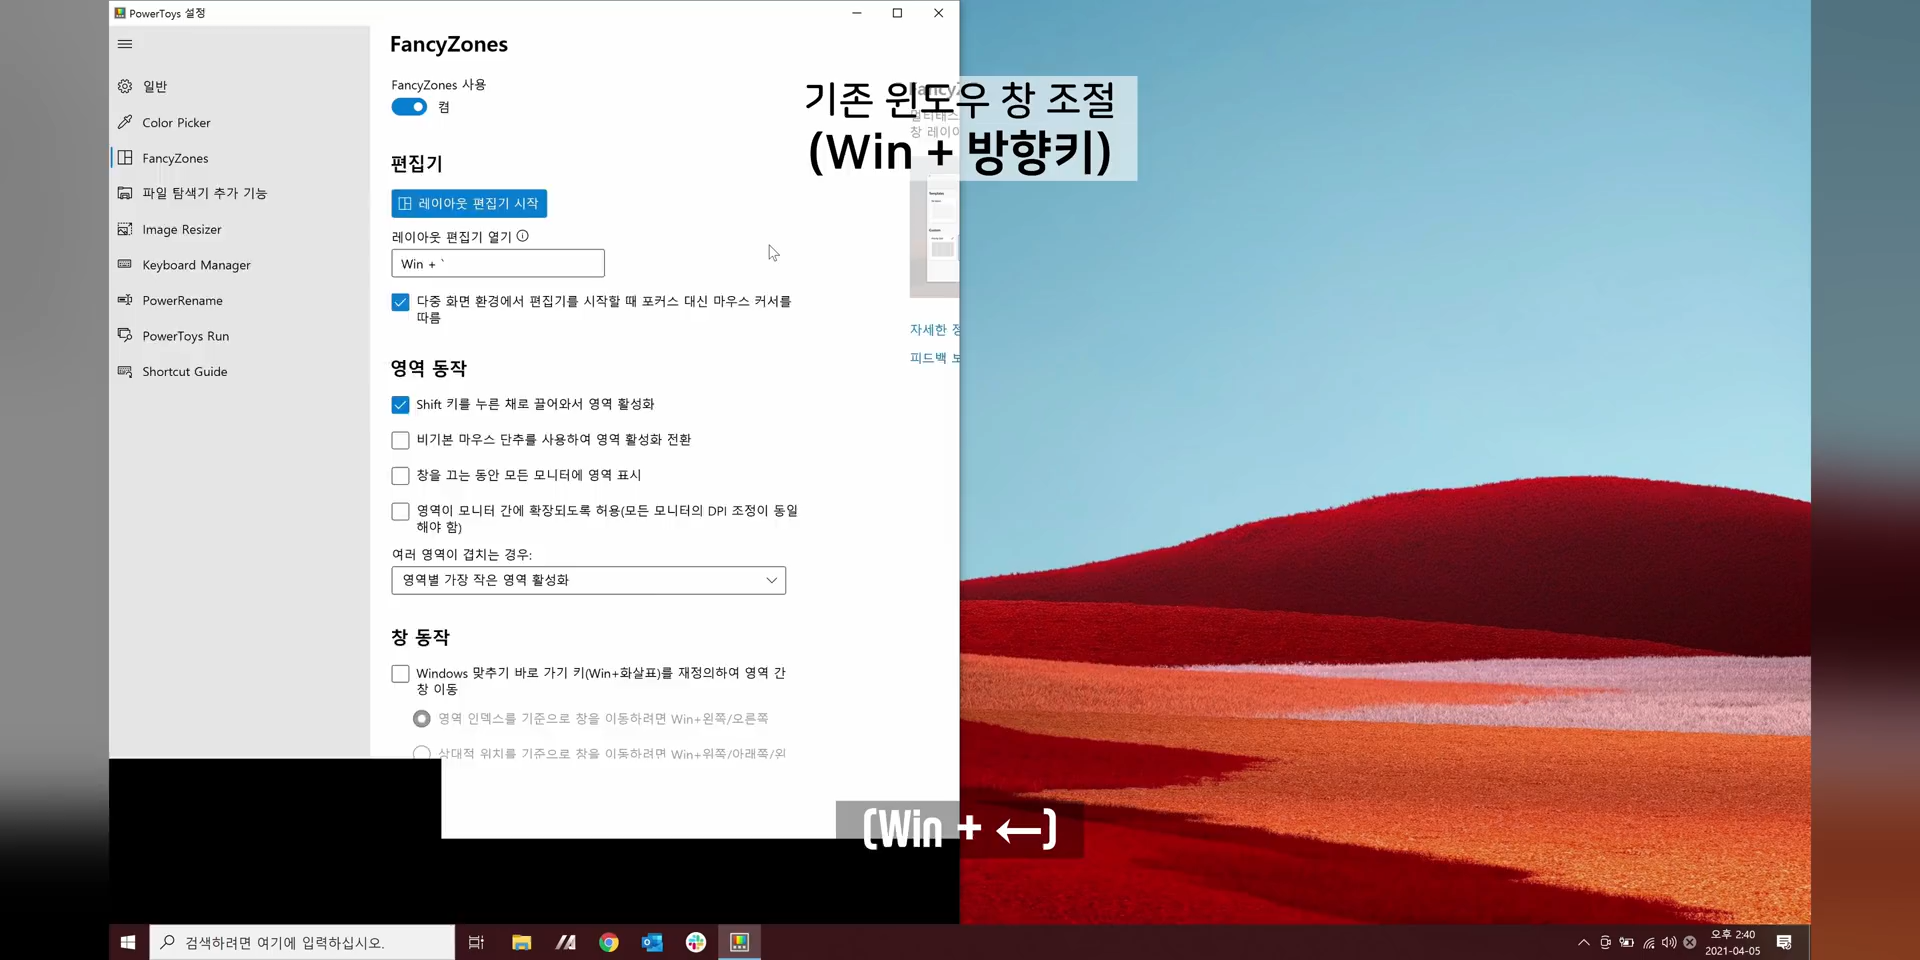 PowerToys 설정
FancyZones
일반
Color Picker
FancyZones
파일 탐색기 추가 기능
Image Resizer
Keyboard Manager
PowerRename
PowerToys Run
Shortcut Guide
FancyZones 사용
켬
편집기
레이아웃 편집기 시작
레이아웃 편집기 열기
Win + `
다중 화면 환경에서 편집기를 시작할 때 포커스 대신 마우스 커서를
따름
영역 동작
Shift 키를 누른 채로 끌어와서 영역 활성화
비기본 마우스 단추를 사용하여 영역 활성화 전환
창을 끄는 동안 모든 모니터에 영역 표시
영역이 모니터 간에 확장되도록 허용(모든 모니터의 DPI 조정이 동일
해야 함)
여러 영역이 겹치는 경우:
영역별 가장 작은 영역 활성화
창 동작
Windows 맞추기 바로 가기 키(Win+화살표)를 재정의하여 영역 간
창 이동
영역 인덱스를 기준으로 창을 이동하려면 Win+왼쪽/오른쪽
상대적 위치를 기준으로 창을 이동하려면 Win+위쪽/아래쪽/왼
기존 윈도우 창 조절
(Win + 방향키)
창 레이아
자세한 정
피드백 보
(Win + ←)
검색하려면 여기에 입력하십시오.
오후 2:40
2021-04-05